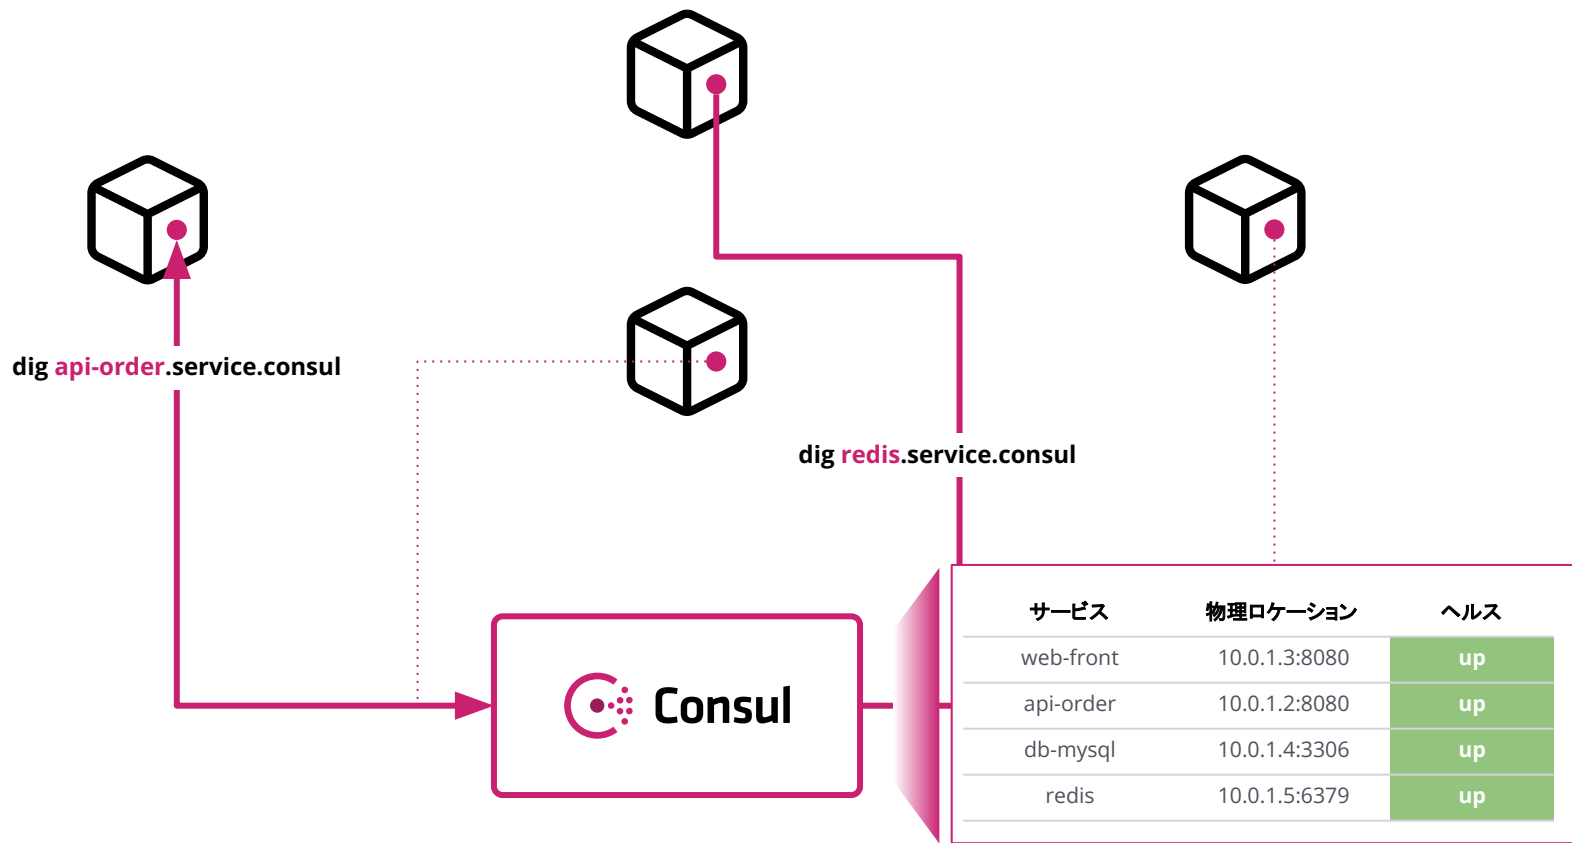 dig api-order.service.consul
dig redis.service.consul
Consul
サービス 物理ロケーション ヘルス
web-front 10.0.1.3:8080 up
api-order 10.0.1.2:8080 up
db-mysql 10.0.1.4:3306 up
redis 10.0.1.5:6379 up